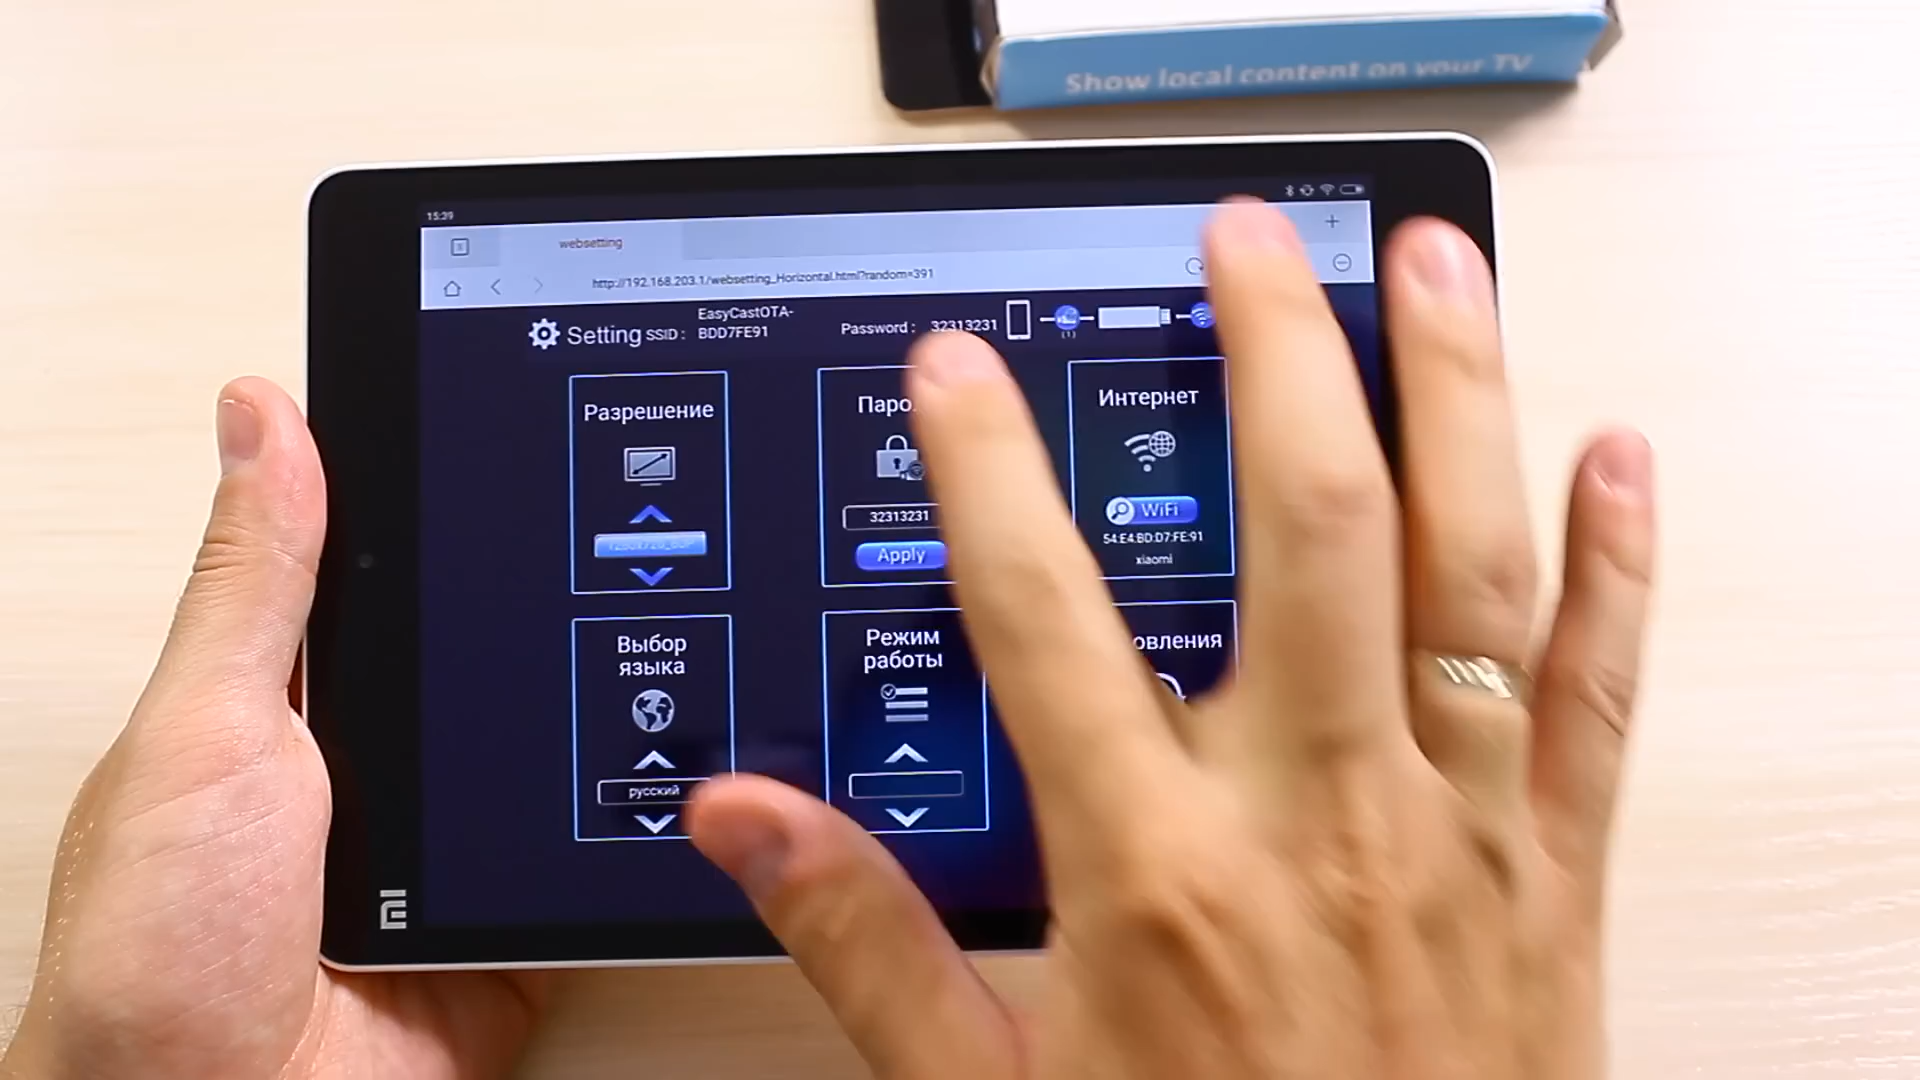 Show local content on your TV
15:39
websetting
http://192.168.203.1/websetting_Horizontal.html?random=391
Setting SSID :
EasyCastOTA-
BDD7FE91
Password : 32313231
(1)
Разрешение
Паро
32313231
Apply
Интернет
WiFi
54:E4:BD:D7:FE:91
xiaomi
Выбор
языка
русский
Режим
работы
овления